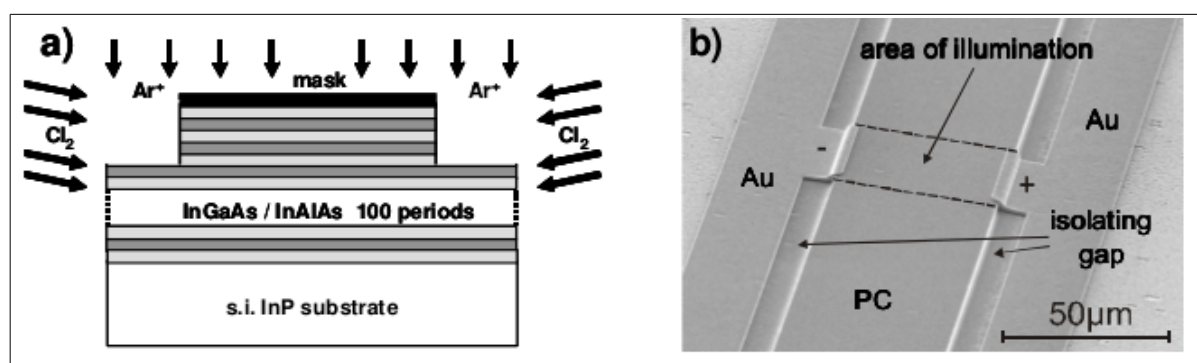 a)
mask
Ar⁺ Ar⁺
Cl₂ Cl₂
InGaAs / InAlAs 100 periods
s.i. InP substrate
b)
area of illumination
Au
-
Au
+
isolating
gap
PC
50µm